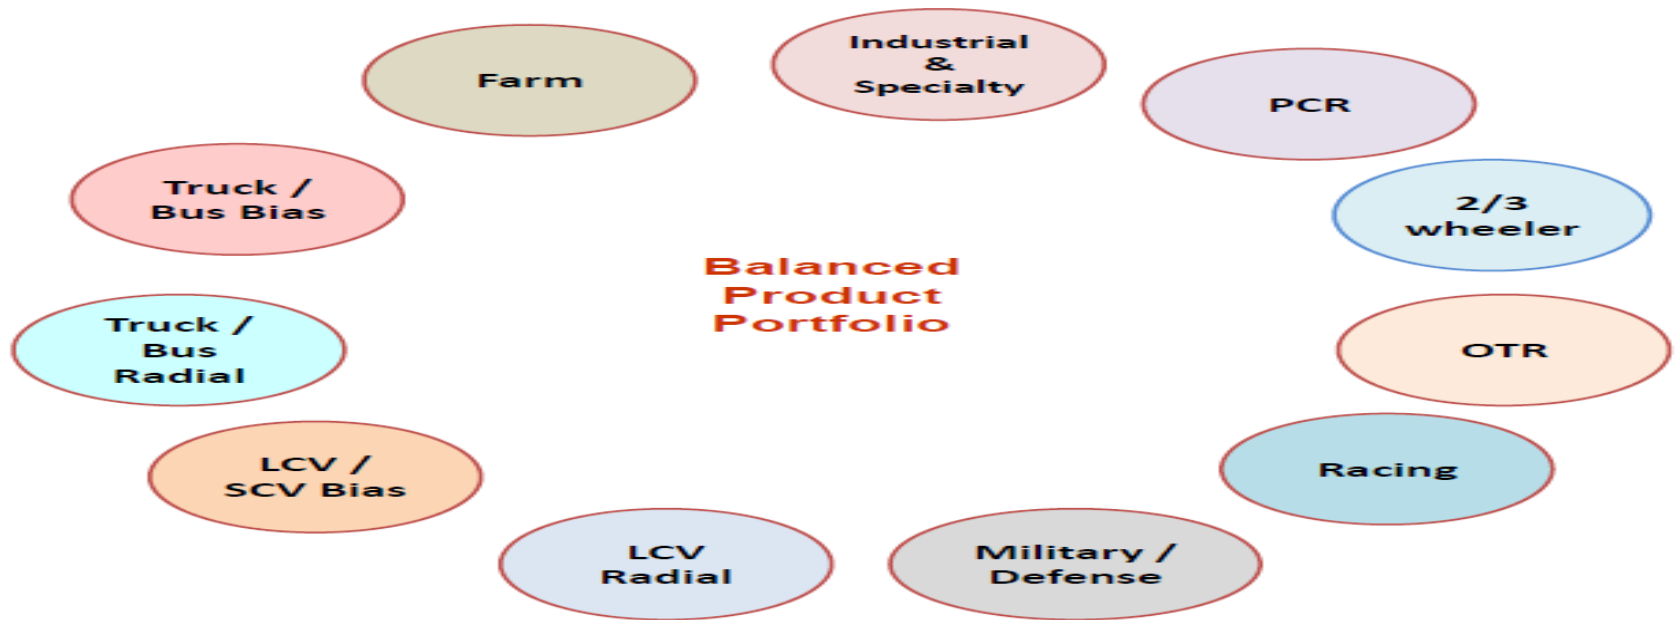 Industrial
&
Specialty
Farm
PCR
Truck /
Bus Bias
2/3
wheeler
Balanced
Product
Portfolio
Truck /
Bus
Radial
OTR
LCV /
SCV Bias
Racing
LCV
Radial
Military /
Defense